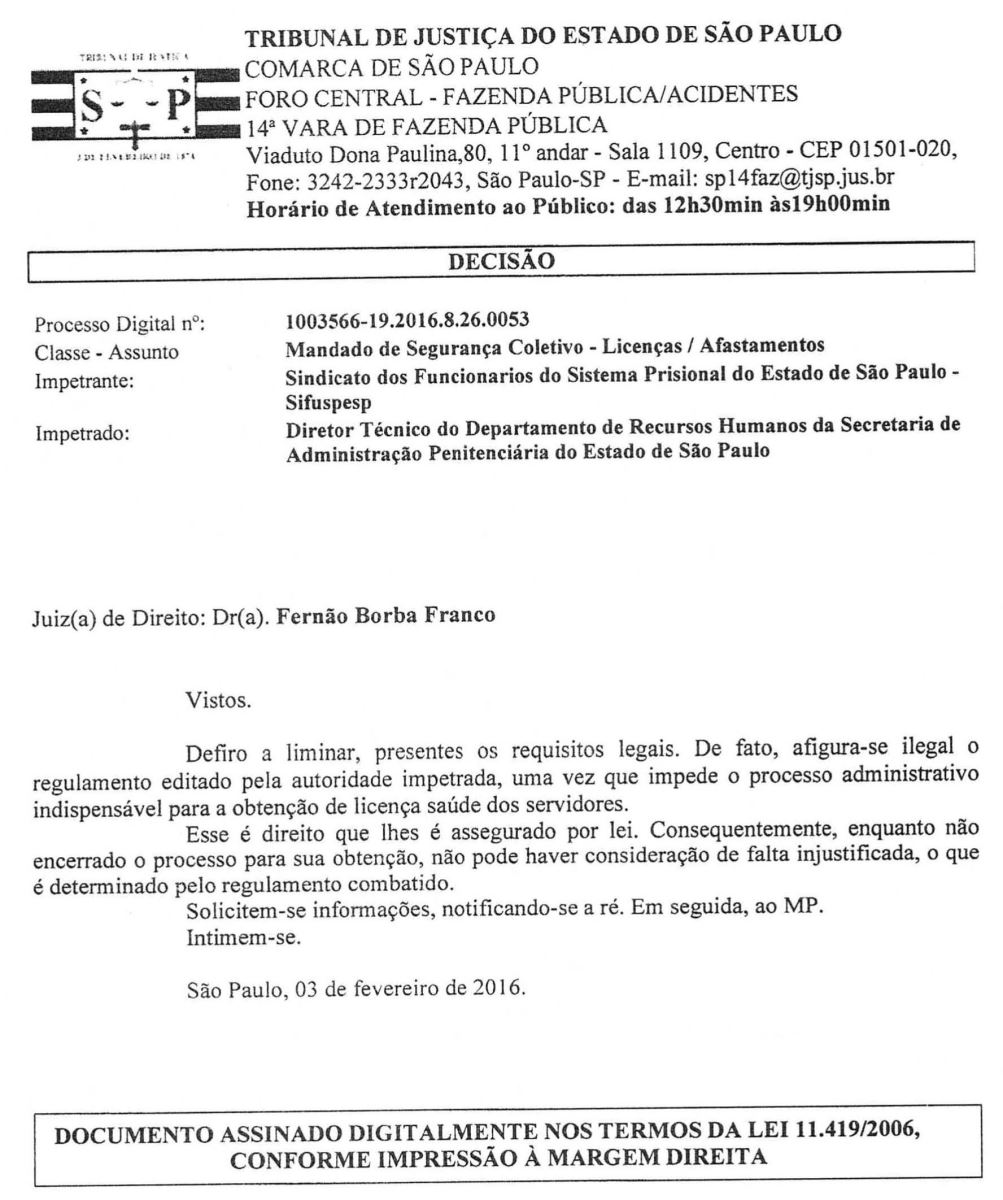 TRIBUNAL DE JUSTIÇA
S P
3 DE FEVEREIRO DE 1874
TRIBUNAL DE JUSTIÇA DO ESTADO DE SÃO PAULO
COMARCA DE SÃO PAULO
FORO CENTRAL - FAZENDA PÚBLICA/ACIDENTES
14ª VARA DE FAZENDA PÚBLICA
Viaduto Dona Paulina,80, 11º andar - Sala 1109, Centro - CEP 01501-020,
Fone: 3242-2333r2043, São Paulo-SP - E-mail: sp14faz@tjsp.jus.br
Horário de Atendimento ao Público: das 12h30min às19h00min
DECISÃO
Processo Digital nº: 1003566-19.2016.8.26.0053
Classe - Assunto Mandado de Segurança Coletivo - Licenças / Afastamentos
Impetrante: Sindicato dos Funcionarios do Sistema Prisional do Estado de São Paulo -
Sifuspesp
Impetrado: Diretor Técnico do Departamento de Recursos Humanos da Secretaria de
Administração Penitenciária do Estado de São Paulo
Juiz(a) de Direito: Dr(a). Fernão Borba Franco
Vistos.
Defiro a liminar, presentes os requisitos legais. De fato, afigura-se ilegal o
regulamento editado pela autoridade impetrada, uma vez que impede o processo administrativo
indispensável para a obtenção de licença saúde dos servidores.
Esse é direito que lhes é assegurado por lei. Consequentemente, enquanto não
encerrado o processo para sua obtenção, não pode haver consideração de falta injustificada, o que
é determinado pelo regulamento combatido.
Solicitem-se informações, notificando-se a ré. Em seguida, ao MP.
Intimem-se.
São Paulo, 03 de fevereiro de 2016.
DOCUMENTO ASSINADO DIGITALMENTE NOS TERMOS DA LEI 11.419/2006,
CONFORME IMPRESSÃO À MARGEM DIREITA